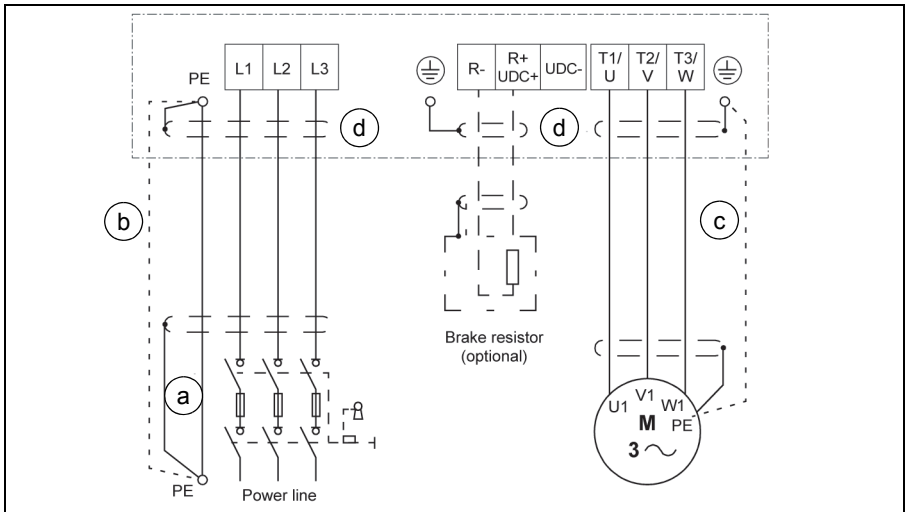 PE
L1 L2 L3
R- R+ UDC+ UDC-
T1/ U T2/ V T3/ W
d
d
b
c
Brake resistor
(optional)
a
U1 V1 W1
M PE
3
PE
Power line